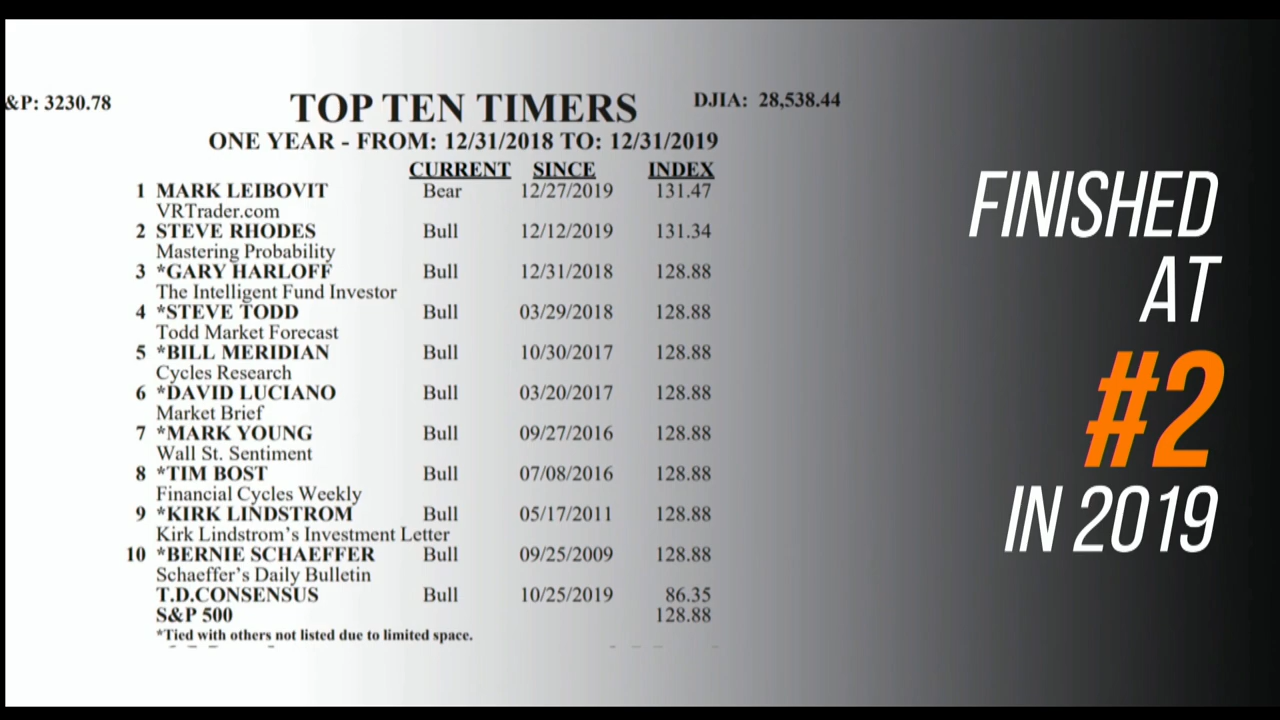 &P: 3230.78
TOP TEN TIMERS
DJIA: 28,538.44
ONE YEAR - FROM: 12/31/2018 TO: 12/31/2019
CURRENT SINCE INDEX
1 MARK LEIBOVIT Bear 12/27/2019 131.47
VRTrader.com
2 STEVE RHODES Bull 12/12/2019 131.34
Mastering Probability
3 *GARY HARLOFF Bull 12/31/2018 128.88
The Intelligent Fund Investor
4 *STEVE TODD Bull 03/29/2018 128.88
Todd Market Forecast
5 *BILL MERIDIAN Bull 10/30/2017 128.88
Cycles Research
6 *DAVID LUCIANO Bull 03/20/2017 128.88
Market Brief
7 *MARK YOUNG Bull 09/27/2016 128.88
Wall St. Sentiment
8 *TIM BOST Bull 07/08/2016 128.88
Financial Cycles Weekly
9 *KIRK LINDSTROM Bull 05/17/2011 128.88
Kirk Lindstrom's Investment Letter
10 *BERNIE SCHAEFFER Bull 09/25/2009 128.88
Schaeffer's Daily Bulletin
T.D.CONSENSUS Bull 10/25/2019 86.35
S&P 500 128.88
*Tied with others not listed due to limited space.
FINISHED
AT
#2
IN 2019